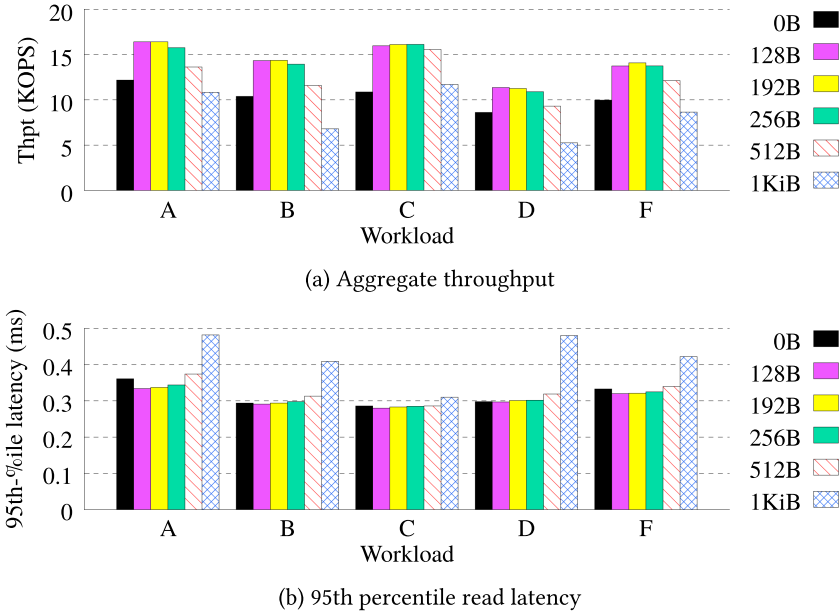 20
15
10
5
0
Thpt (KOPS)
A B C D F
Workload
0B
128B
192B
256B
512B
1KiB
(a) Aggregate throughput
0.5
0.4
0.3
0.2
0.1
0
95th-%ile latency (ms)
A B C D F
Workload
0B
128B
192B
256B
512B
1KiB
(b) 95th percentile read latency